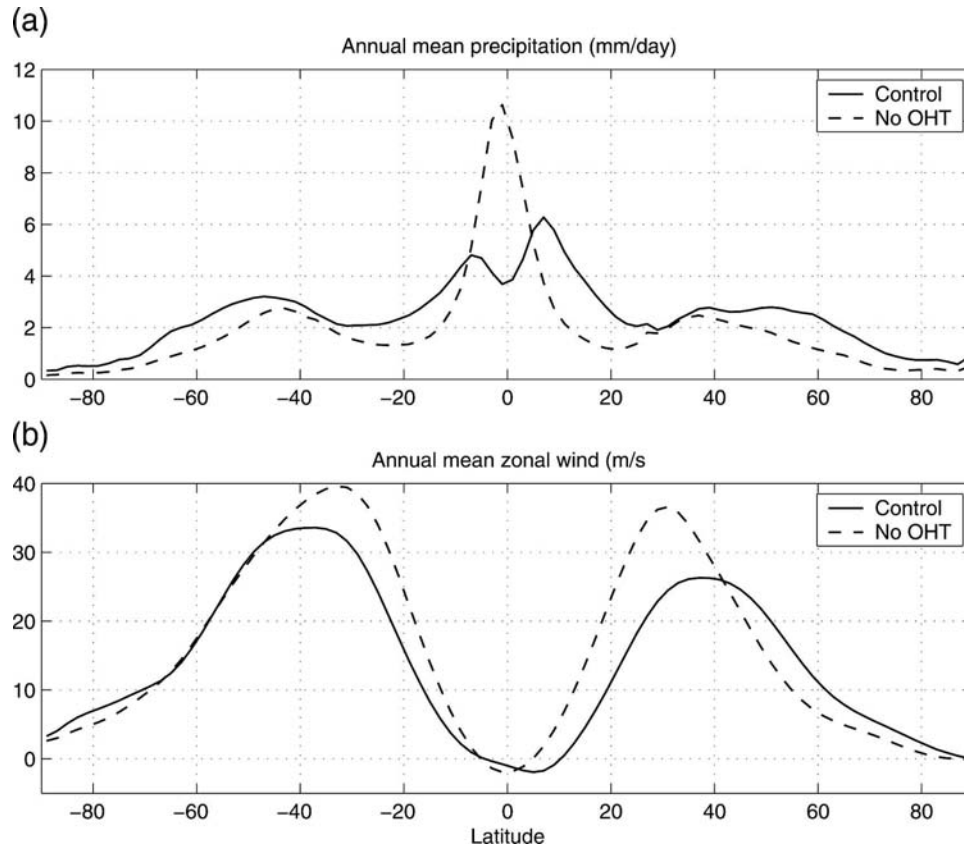 (a)
Annual mean precipitation (mm/day)
12
10
8
6
4
2
0
Control
No OHT
−80 −60 −40 −20 0 20 40 60 80
(b)
Annual mean zonal wind (m/s
40
30
20
10
0
Control
No OHT
−80 −60 −40 −20 0 20 40 60 80
Latitude